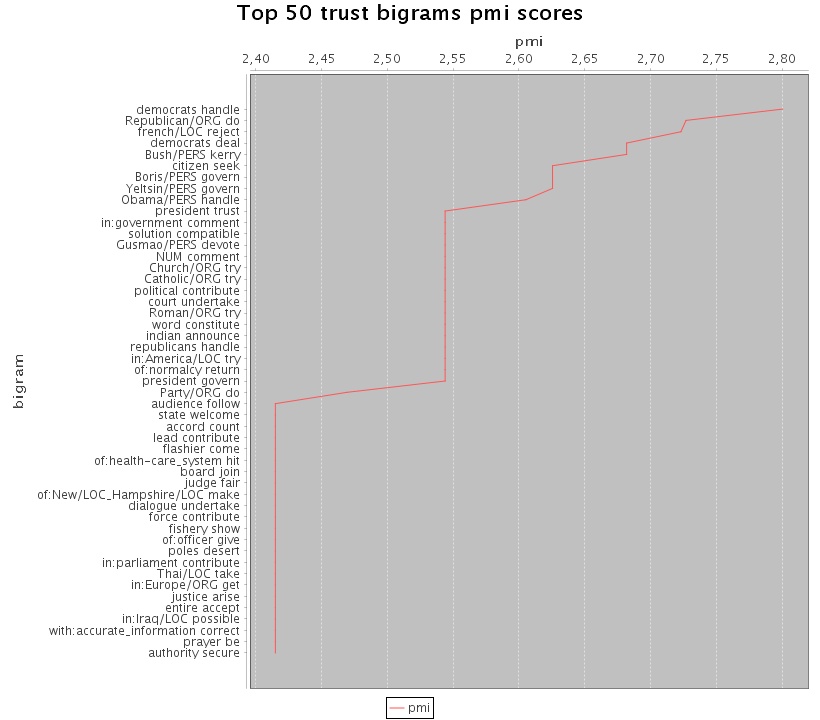 Top 50 trust bigrams pmi scores
pmi
2,40 2,45 2,50 2,55 2,60 2,65 2,70 2,75 2,80
bigram
democrats handle
Republican/ORG do
french/LOC reject
democrats deal
Bush/PERS kerry
citizen seek
Boris/PERS govern
Yeltsin/PERS govern
Obama/PERS handle
president trust
in:government comment
solution compatible
Gusmao/PERS devote
NUM comment
Church/ORG try
Catholic/ORG try
political contribute
court undertake
Roman/ORG try
word constitute
indian announce
republicans handle
in:America/LOC try
of:normalcy return
president govern
Party/ORG do
audience follow
state welcome
accord count
lead contribute
flashier come
of:health-care_system hit
board join
judge fair
of:New/LOC_Hampshire/LOC make
dialogue undertake
force contribute
fishery show
of:officer give
poles desert
in:parliament contribute
Thai/LOC take
in:Europe/ORG get
justice arise
entire accept
in:Iraq/LOC possible
with:accurate_information correct
prayer be
authority secure
pmi